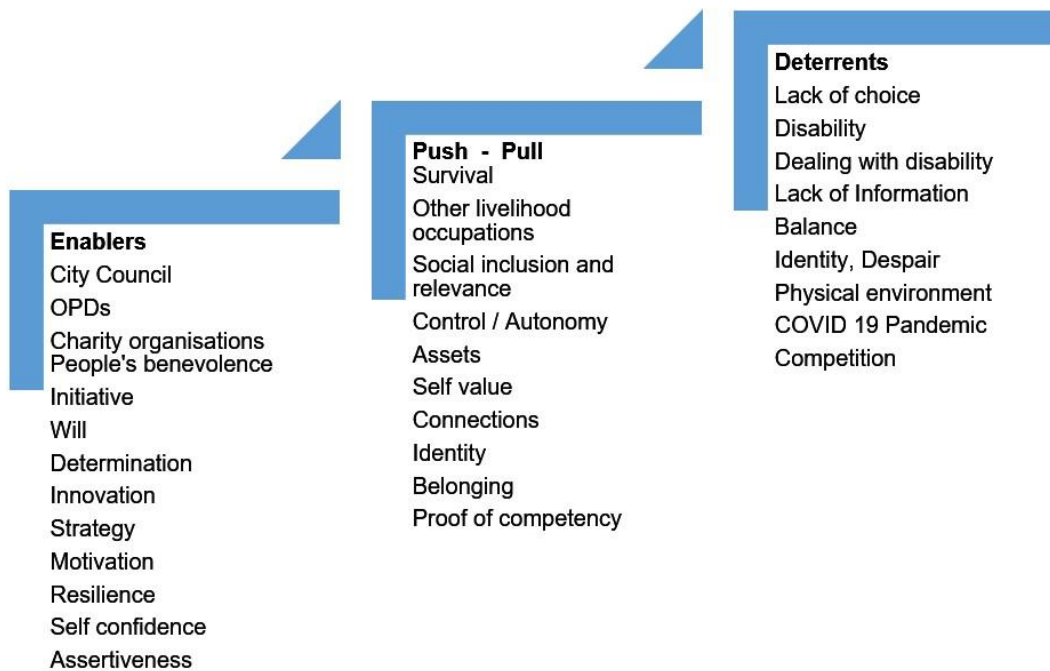 Enablers
City Council
OPDs
Charity organisations
People's benevolence
Initiative
Will
Determination
Innovation
Strategy
Motivation
Resilience
Self confidence
Assertiveness
Push - Pull
Survival
Other livelihood
occupations
Social inclusion and
relevance
Control / Autonomy
Assets
Self value
Connections
Identity
Belonging
Proof of competency
Deterrents
Lack of choice
Disability
Dealing with disability
Lack of Information
Balance
Identity, Despair
Physical environment
COVID 19 Pandemic
Competition